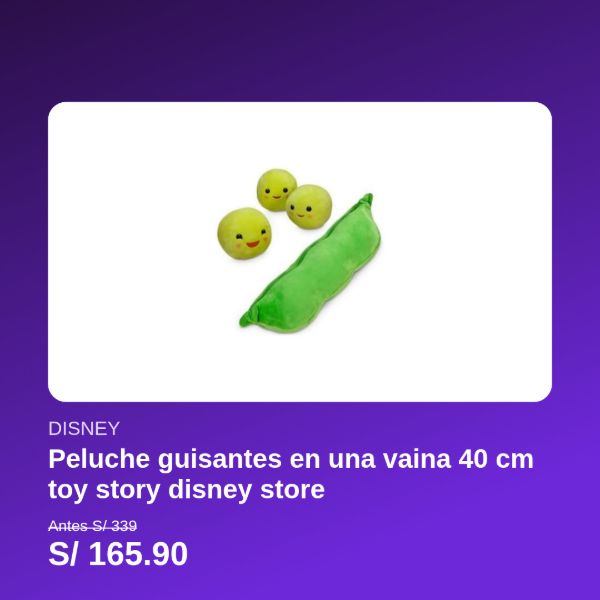 DISNEY
Peluche guisantes en una vaina 40 cm
toy story disney store
Antes S/ 339
S/ 165.90